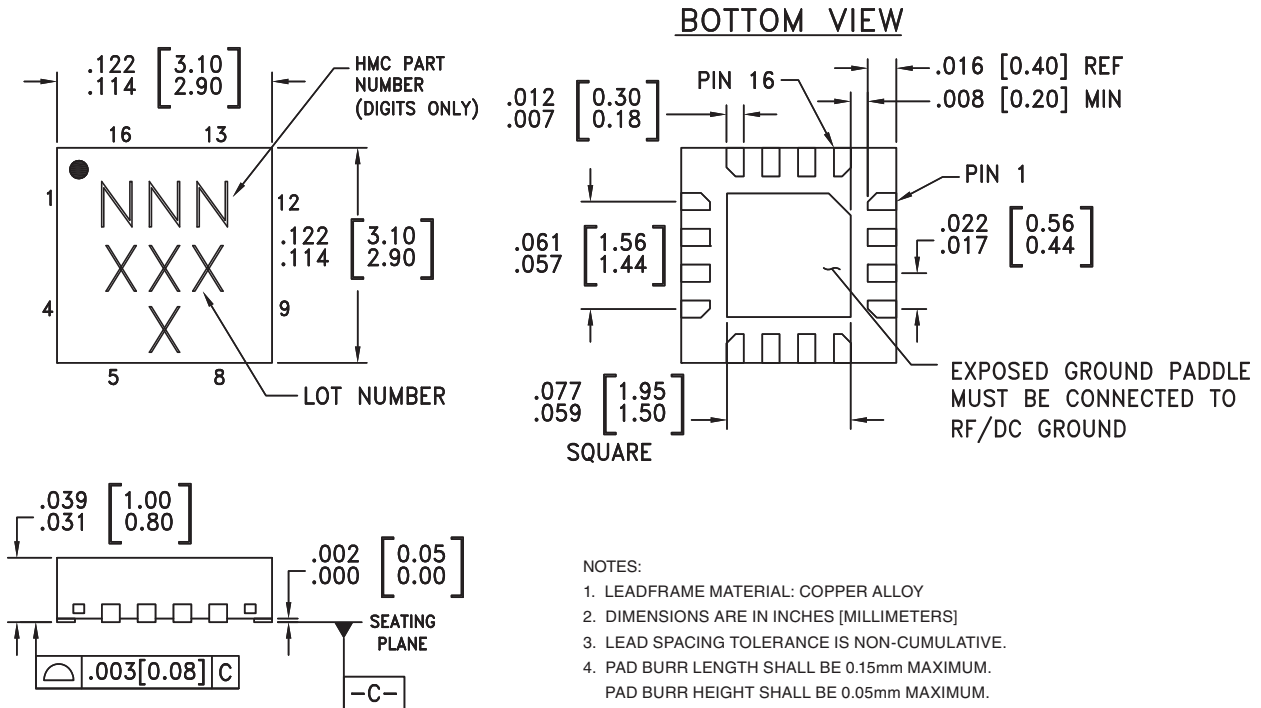 BOTTOM VIEW
.122 [3.10]
.114 [2.90]
HMC PART
NUMBER
(DIGITS ONLY)
16 13
1
12
4
9
5 8
N N N
X X X
X
.122 [3.10]
.114 [2.90]
LOT NUMBER
.012 [0.30]
.007 [0.18]
PIN 16
.016 [0.40] REF
.008 [0.20] MIN
PIN 1
.061 [1.56]
.057 [1.44]
.022 [0.56]
.017 [0.44]
.077 [1.95]
.059 [1.50]
SQUARE
EXPOSED GROUND PADDLE
MUST BE CONNECTED TO
RF/DC GROUND
.039 [1.00]
.031 [0.80]
.002 [0.05]
.000 [0.00]
SEATING
PLANE
.003[0.08] C
-C-
NOTES:
1. LEADFRAME MATERIAL: COPPER ALLOY
2. DIMENSIONS ARE IN INCHES [MILLIMETERS]
3. LEAD SPACING TOLERANCE IS NON-CUMULATIVE.
4. PAD BURR LENGTH SHALL BE 0.15mm MAXIMUM.
PAD BURR HEIGHT SHALL BE 0.05mm MAXIMUM.